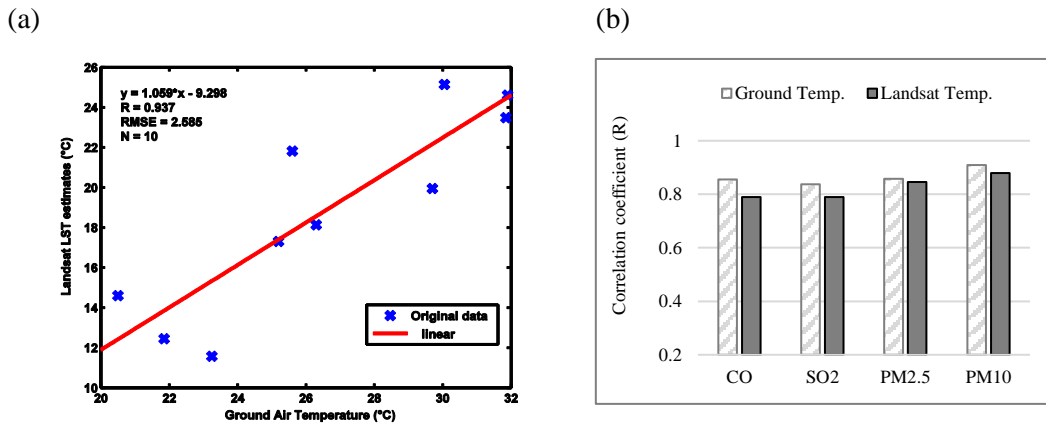 (a)
26
24
22
20
18
16
14
12
10
Landsat LST estimates (°C)
y = 1.059*x - 9.298
R = 0.937
RMSE = 2.585
N = 10
Original data
linear
20 22 24 26 28 30 32
Ground Air Temperature (°C)
(b)
Ground Temp. Landsat Temp.
1
0.8
0.6
0.4
0.2
Correlation coefficient (R)
CO SO2 PM2.5 PM10